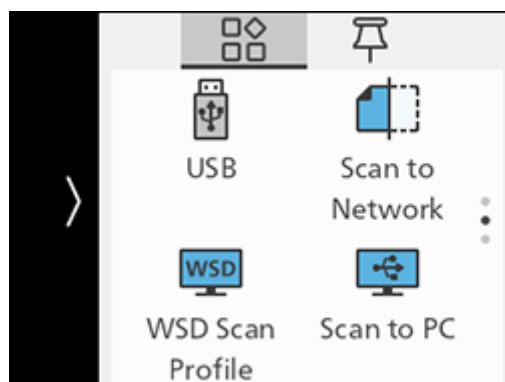 USB
Scan to
Network
WSD
WSD Scan
Profile
Scan to PC